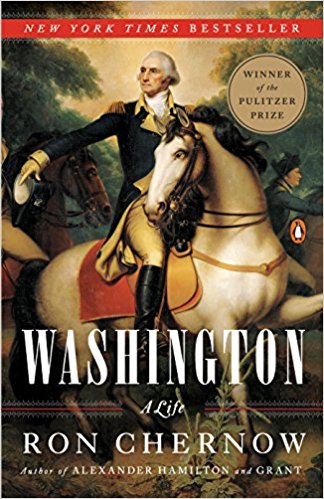 NEW YORK TIMES BESTSELLER
WINNER
of the
PULITZER
PRIZE
WASHINGTON
A Life
RON CHERNOW
Author of ALEXANDER HAMILTON and GRANT